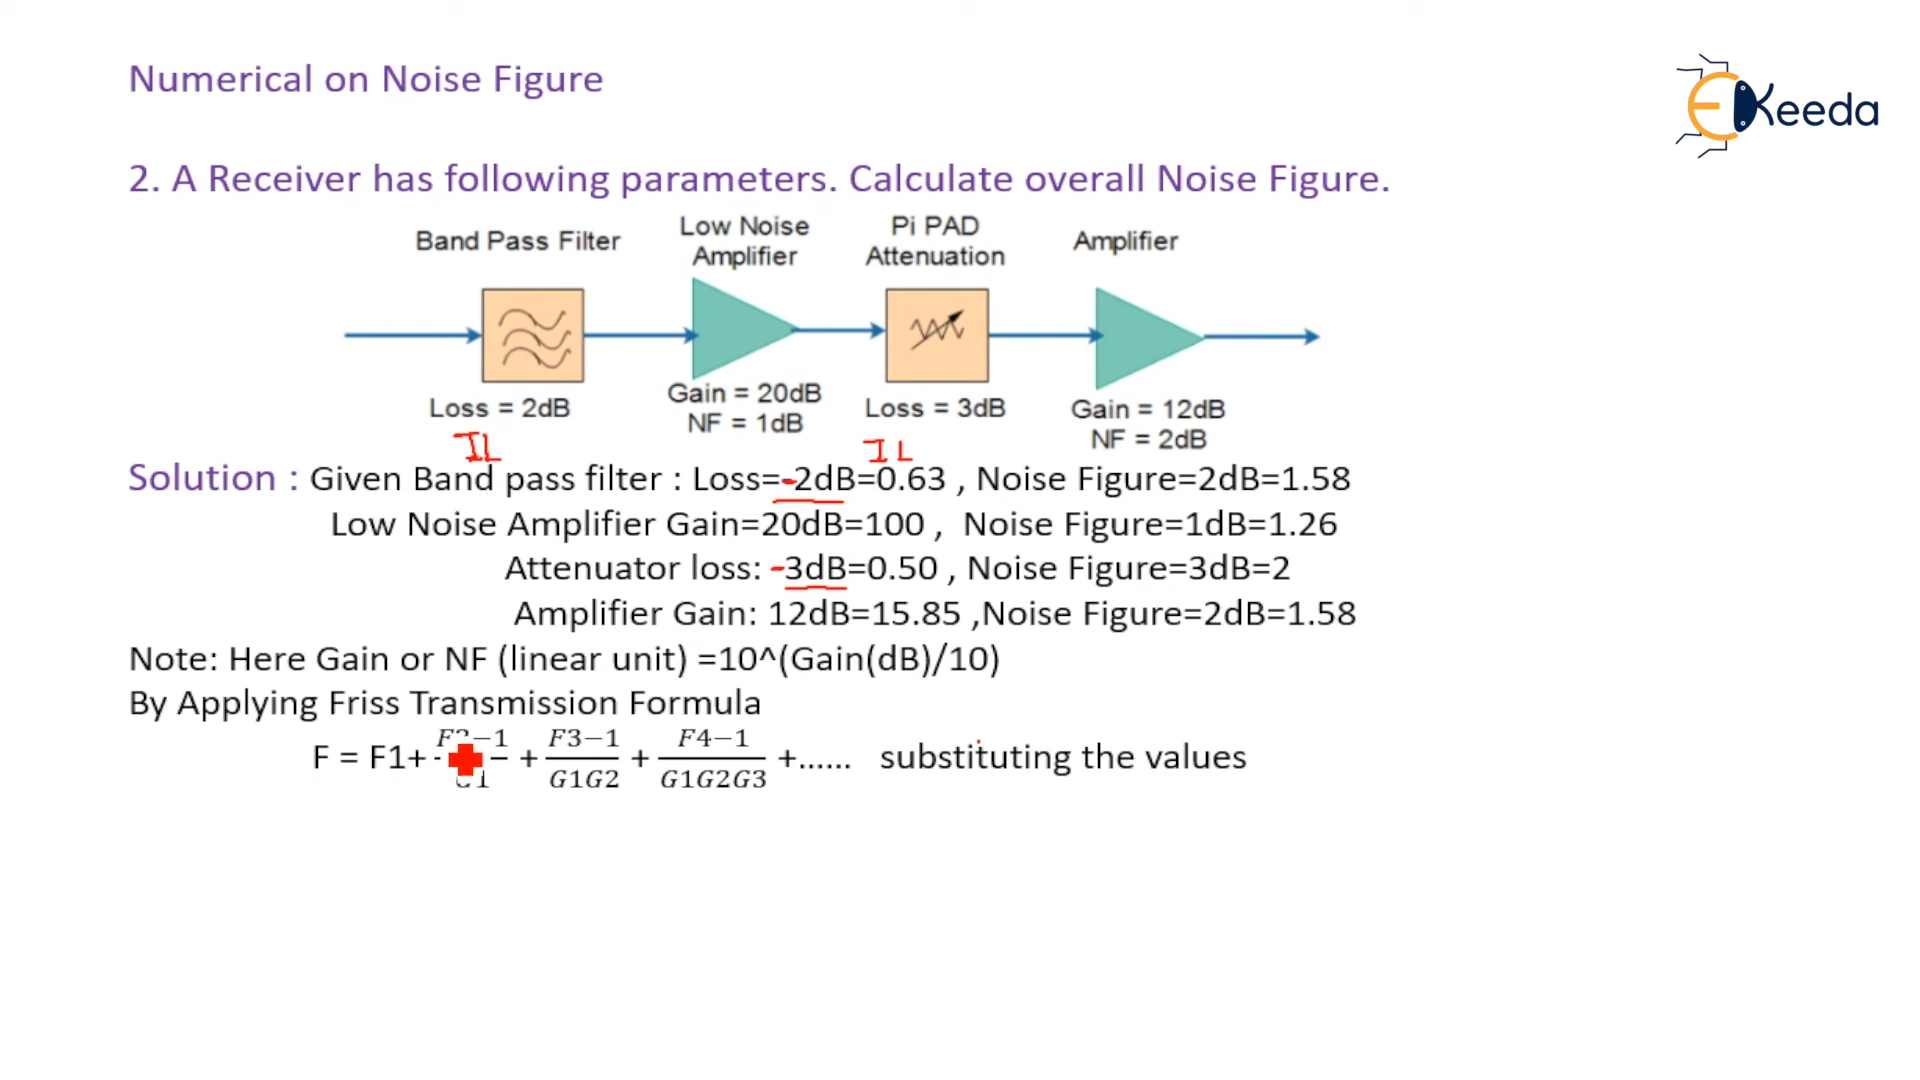 Numerical on Noise Figure
EKeeda
2. A Receiver has following parameters. Calculate overall Noise Figure.
Band Pass Filter
Low Noise
Amplifier
Pi PAD
Attenuation
Amplifier
Loss = 2dB
Gain = 20dB
NF = 1dB
Loss = 3dB
Gain = 12dB
NF = 2dB
IL
IL
Solution : Given Band pass filter : Loss=-2dB=0.63 , Noise Figure=2dB=1.58
Low Noise Amplifier Gain=20dB=100 , Noise Figure=1dB=1.26
Attenuator loss: -3dB=0.50 , Noise Figure=3dB=2
Amplifier Gain: 12dB=15.85 ,Noise Figure=2dB=1.58
Note: Here Gain or NF (linear unit) =10^(Gain(dB)/10)
By Applying Friss Transmission Formula
F = F1+ F2−1/G1 + F3−1/G1G2 + F4−1/G1G2G3 +...... substituting the values